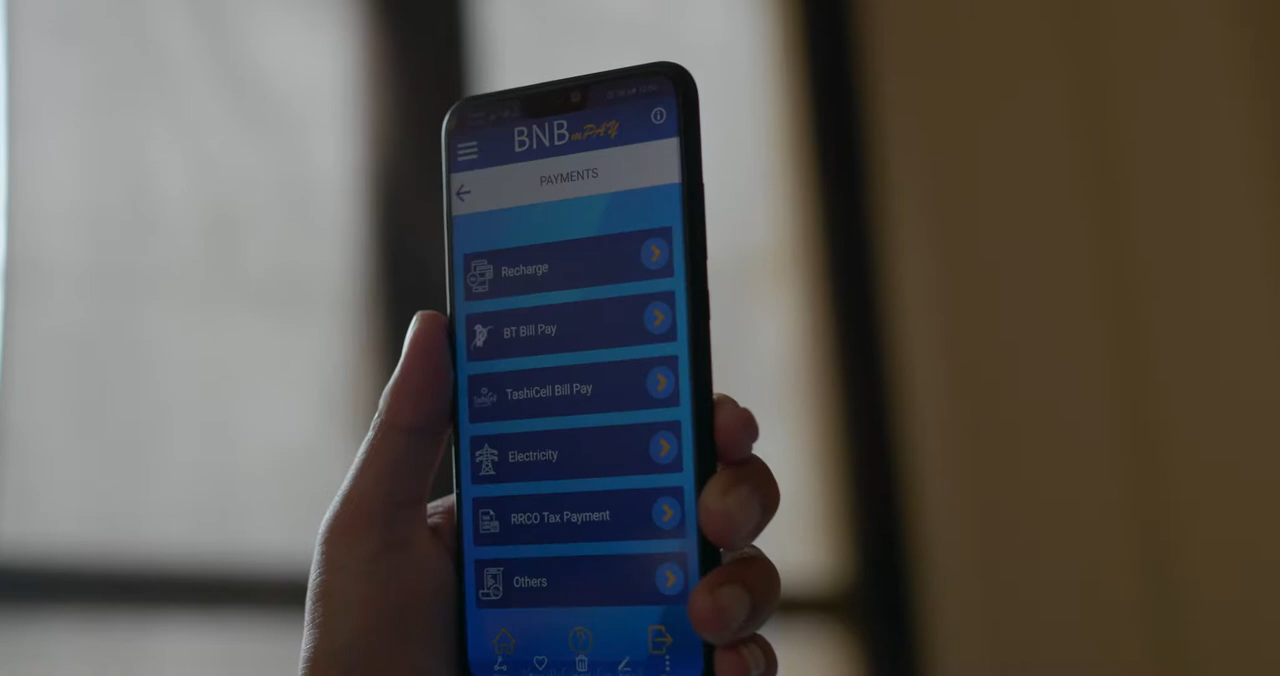 BNB mPAY
PAYMENTS
Recharge
BT Bill Pay
TashiCell Bill Pay
Electricity
RRCO Tax Payment
Others